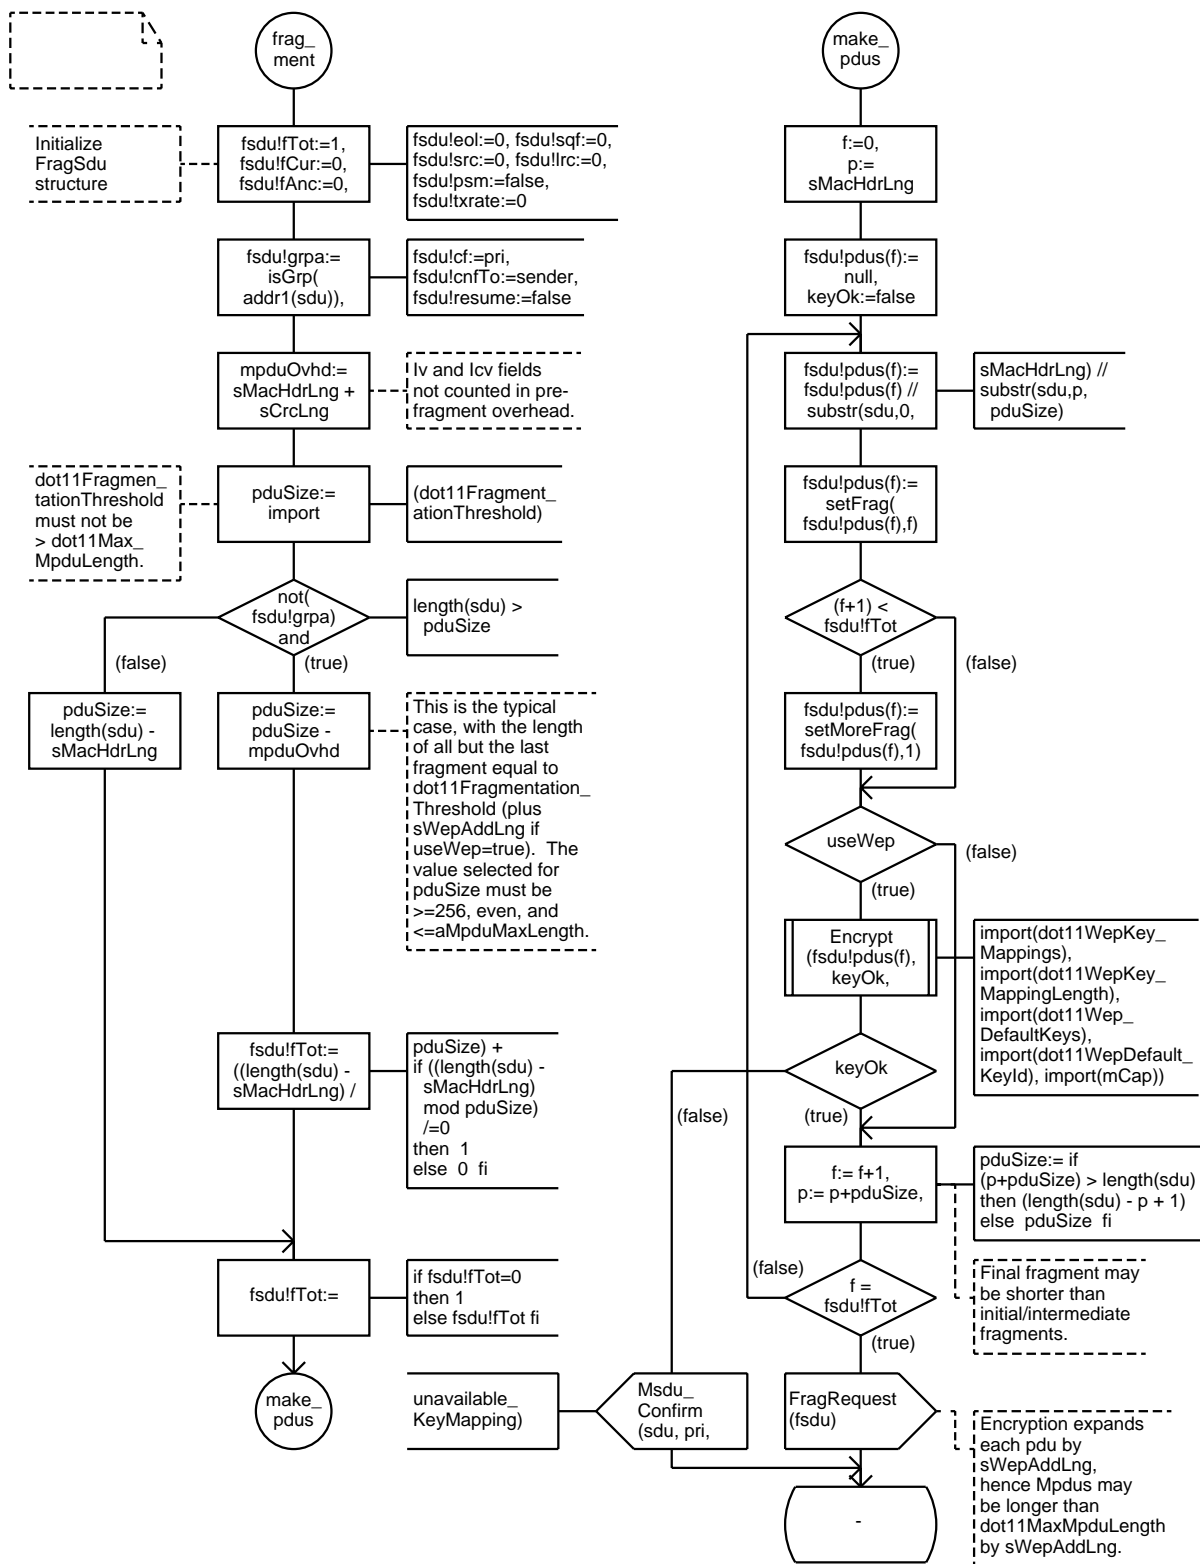 frag_
ment
Initialize
FragSdu
structure
fsdu!fTot:=1,
fsdu!fCur:=0,
fsdu!fAnc:=0,
fsdu!eol:=0, fsdu!sqf:=0,
fsdu!src:=0, fsdu!lrc:=0,
fsdu!psm:=false,
fsdu!txrate:=0
fsdu!grpa:=
isGrp(
addr1(sdu)),
fsdu!cf:=pri,
fsdu!cnfTo:=sender,
fsdu!resume:=false
mpduOvhd:=
sMacHdrLng +
sCrcLng
Iv and Icv fields
not counted in pre-
fragment overhead.
dot11Fragmen_
tationThreshold
must not be
> dot11Max_
MpduLength.
pduSize:=
import
(dot11Fragment_
ationThreshold)
not(
fsdu!grpa)
and
length(sdu) >
pduSize
(false)
(true)
pduSize:=
length(sdu) -
sMacHdrLng
pduSize:=
pduSize -
mpduOvhd
This is the typical
case, with the length
of all but the last
fragment equal to
dot11Fragmentation_
Threshold (plus
sWepAddLng if
useWep=true).  The
value selected for
pduSize must be
>=256, even, and
<=aMpduMaxLength.
fsdu!fTot:=
((length(sdu) -
sMacHdrLng) /
pduSize) +
if ((length(sdu) -
sMacHdrLng)
mod pduSize)
/=0
then  1
else  0  fi
fsdu!fTot:=
if fsdu!fTot=0
then 1
else fsdu!fTot fi
make_
pdus
make_
pdus
f:=0,
p:=
sMacHdrLng
fsdu!pdus(f):=
null,
keyOk:=false
fsdu!pdus(f):=
fsdu!pdus(f) //
substr(sdu,0,
sMacHdrLng) //
substr(sdu,p,
pduSize)
fsdu!pdus(f):=
setFrag(
fsdu!pdus(f),f)
(f+1) <
fsdu!fTot
(true)
(false)
fsdu!pdus(f):=
setMoreFrag(
fsdu!pdus(f),1)
useWep
(false)
(true)
Encrypt
(fsdu!pdus(f),
keyOk,
import(dot11WepKey_
Mappings),
import(dot11WepKey_
MappingLength),
import(dot11Wep_
DefaultKeys),
import(dot11WepDefault_
KeyId), import(mCap))
keyOk
(false)
(true)
f:= f+1,
p:= p+pduSize,
pduSize:= if
(p+pduSize) > length(sdu)
then (length(sdu) - p + 1)
else  pduSize  fi
(false)
f =
fsdu!fTot
Final fragment may
be shorter than
initial/intermediate
fragments.
(true)
unavailable_
KeyMapping)
Msdu_
Confirm
(sdu, pri,
FragRequest
(fsdu)
Encryption expands
each pdu by
sWepAddLng,
hence Mpdus may
be longer than
dot11MaxMpduLength
by sWepAddLng.
-